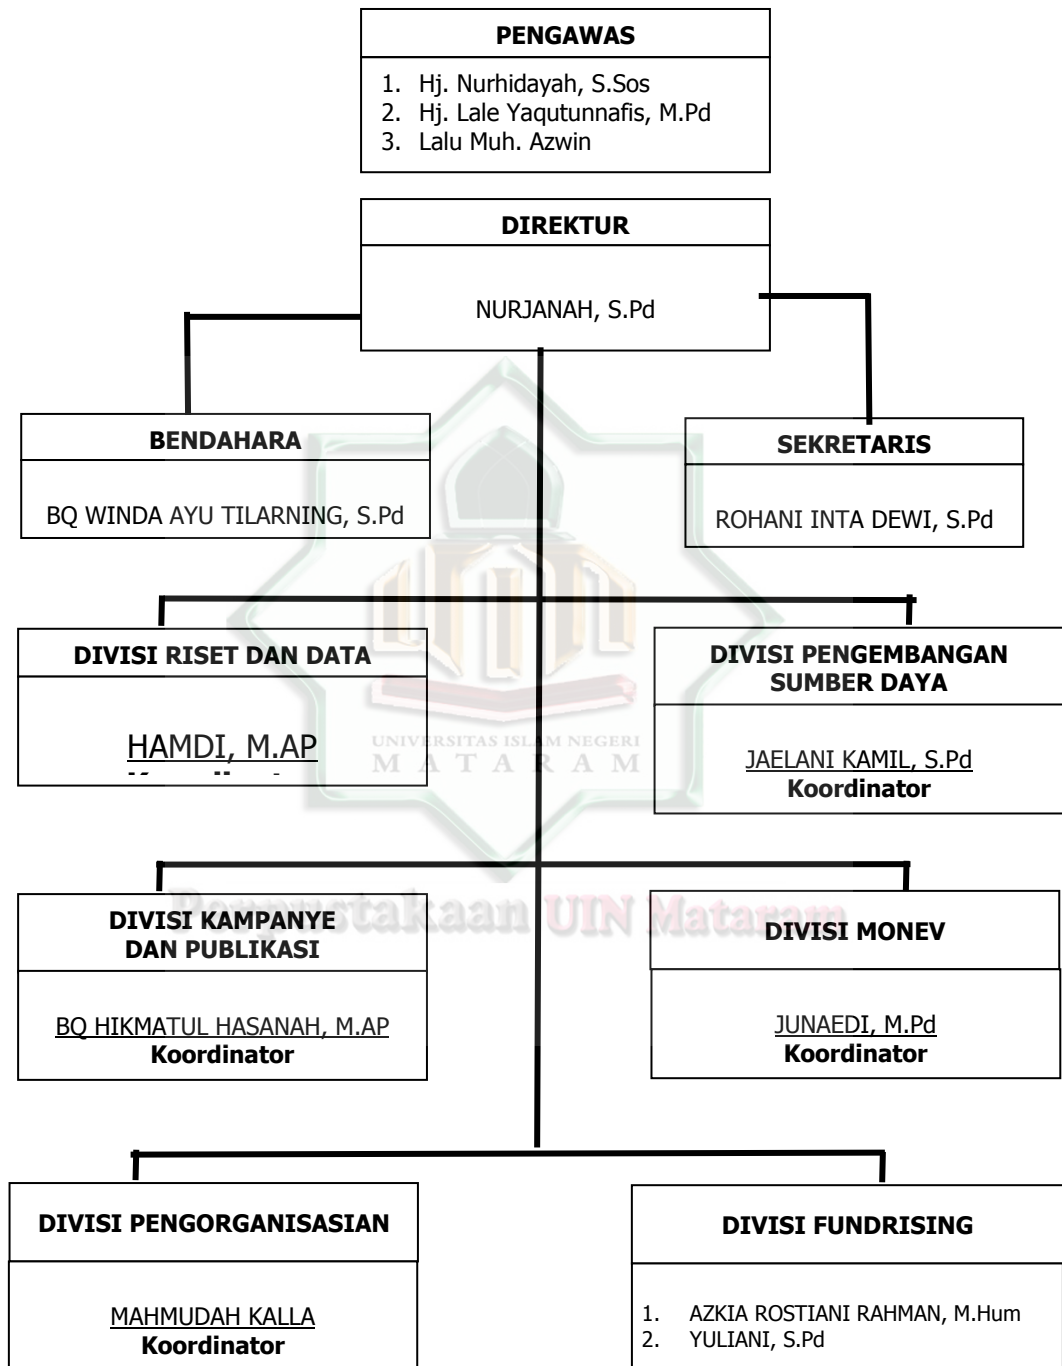 PENGAWAS
1. Hj. Nurhidayah, S.Sos
2. Hj. Lale Yaqutunnafis, M.Pd
3. Lalu Muh. Azwin
DIREKTUR
NURJANAH, S.Pd
BENDAHARA
BQ WINDA AYU TILARNING, S.Pd
SEKRETARIS
ROHANI INTA DEWI, S.Pd
DIVISI RISET DAN DATA
HAMDI, M.AP
DIVISI PENGEMBANGAN
SUMBER DAYA
JAELANI KAMIL, S.Pd
Koordinator
UNIVERSITAS ISLAM NEGERI
MATARAM
Perpustakaan UIN Mataram
DIVISI KAMPANYE
DAN PUBLIKASI
BQ HIKMATUL HASANAH, M.AP
Koordinator
DIVISI MONEV
JUNAEDI, M.Pd
Koordinator
DIVISI PENGORGANISASIAN
MAHMUDAH KALLA
Koordinator
DIVISI FUNDRISING
1. AZKIA ROSTIANI RAHMAN, M.Hum
2. YULIANI, S.Pd